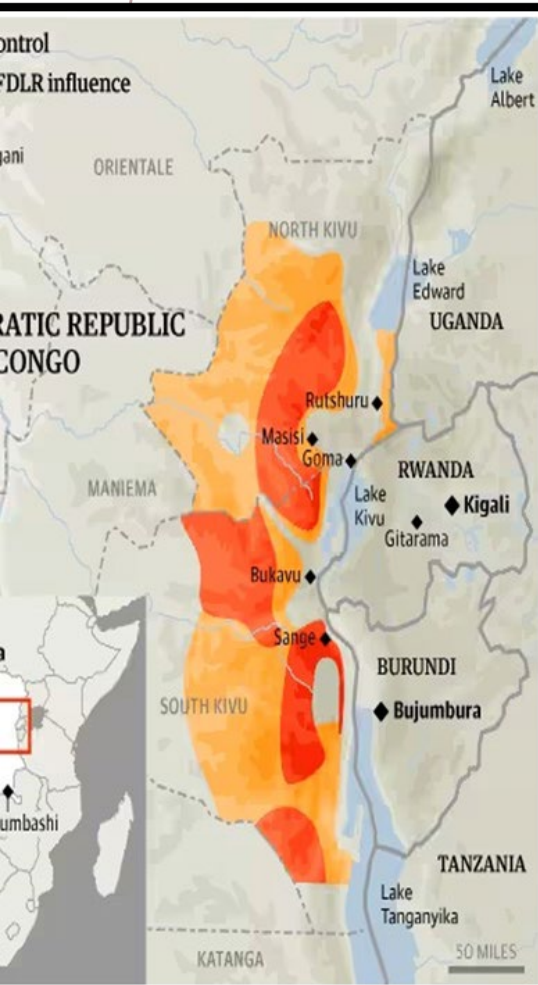 ontrol
FDLR influence
Lake
Albert
gani
ORIENTALE
NORTH KIVU
Lake
Edward
RATIC REPUBLIC
CONGO
UGANDA
Rutshuru
Masisi
Goma
RWANDA
MANIEMA
Lake
Kivu
Kigali
Gitarama
Bukavu
Sange
a
BURUNDI
SOUTH KIVU
Bujumbura
umbashi
TANZANIA
Lake
Tanganyika
KATANGA
50 MILES